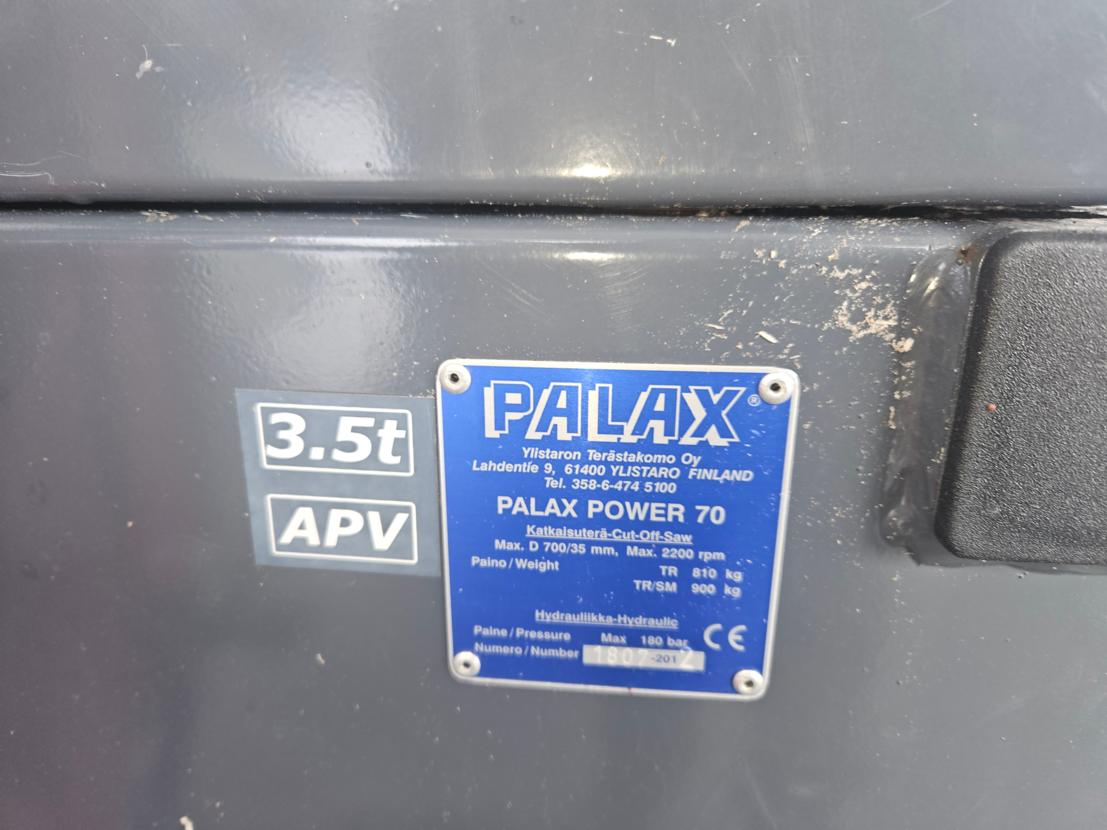 3.5t
APV
PALAX®
Ylistaron Terästakomo Oy
Lahdentie 9, 61400 YLISTARO FINLAND
Tel. 358-6-474 5100
PALAX POWER 70
Katkaisuterä-Cut-Off-Saw
Max. D 700/35 mm, Max. 2200 rpm
Paino/Weight TR 810 kg
TR/SM 900 kg
Hydrauliikka-Hydraulic
Paine/Pressure Max 180 bar CE
Numero/Number 1807-2012